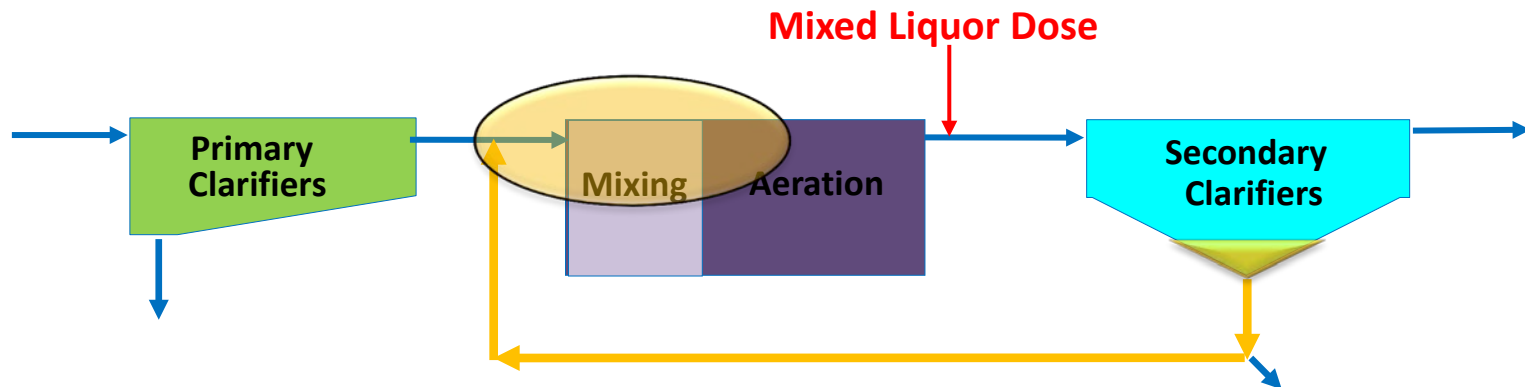 Mixed Liquor Dose
Primary
Clarifiers
Mixing
Aeration
Secondary
Clarifiers